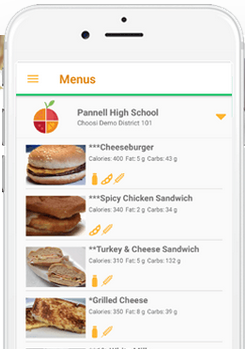 Menus
Pannell High School
Choosi Demo District 101
***Cheeseburger
Calories: 400 Fat: 5 g Carbs: 43 g
***Spicy Chicken Sandwich
Calories: 340 Fat: 2 g Carbs: 34 g
**Turkey & Cheese Sandwich
Calories: 310 Fat: 5 g Carbs: 132 g
*Grilled Cheese
Calories: 350 Fat: 8 g Carbs: 39 g